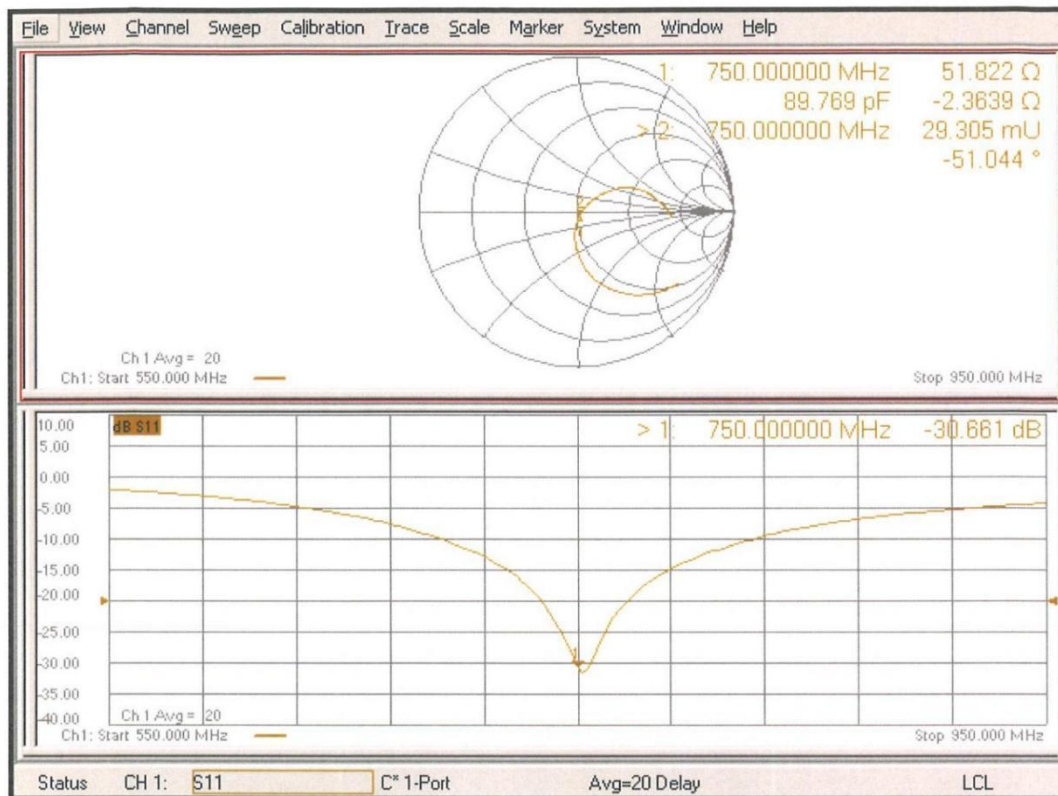 File View Channel Sweep Calibration Trace Scale Marker System Window Help
1: 750.000000 MHz 51.822 Ω
89.769 pF -2.3639 Ω
> 2: 750.000000 MHz 29.305 mU
-51.044 °
Ch 1 Avg = 20
Ch1: Start 550.000 MHz
Stop 950.000 MHz
10.00
dB S11
> 1: 750.000000 MHz -30.661 dB
5.00
0.00
-5.00
-10.00
-15.00
-20.00
-25.00
-30.00
1
-35.00
-40.00
Ch 1 Avg = 20
Ch1: Start 550.000 MHz
Stop 950.000 MHz
Status CH 1: S11 C* 1-Port Avg=20 Delay LCL